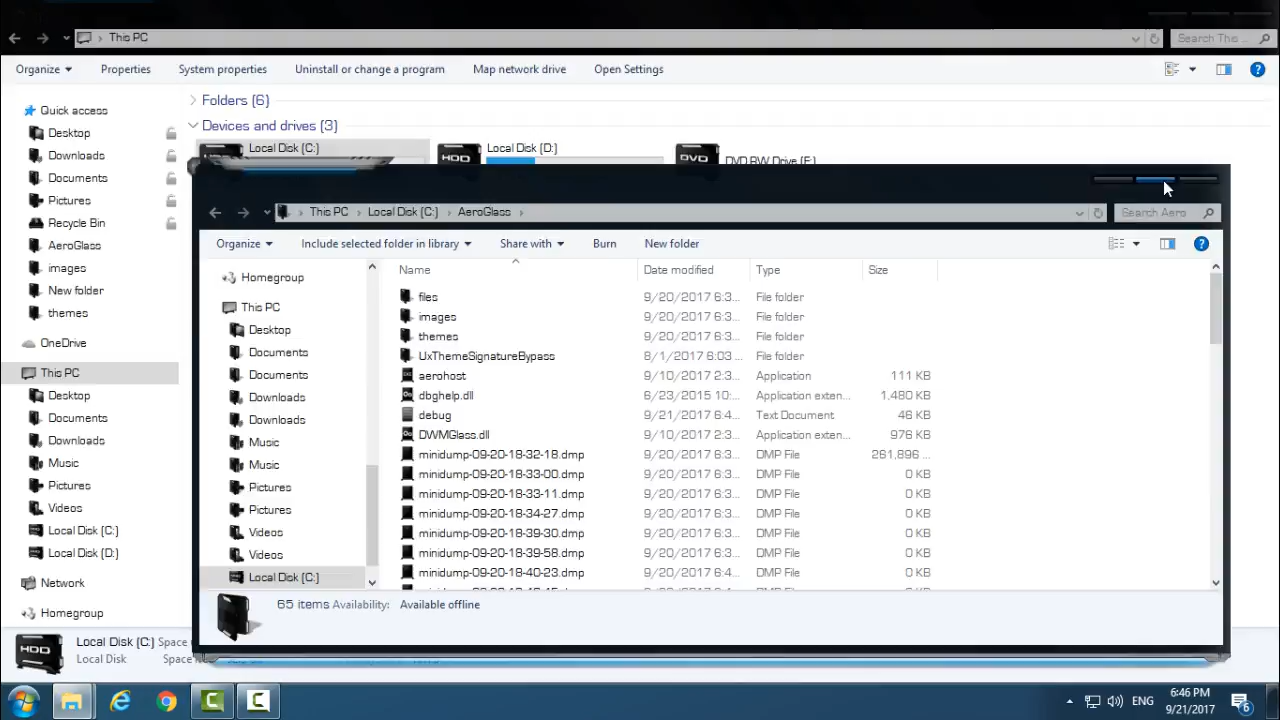 This PC
Search This ...
Organize Properties System properties Uninstall or change a program Map network drive Open Settings
Quick access
Desktop
Downloads
Documents
Pictures
Recycle Bin
AeroGlass
images
New folder
themes
OneDrive
This PC
Desktop
Documents
Downloads
Music
Pictures
Videos
Local Disk (C:)
Local Disk (D:)
Network
Homegroup
Folders (6)
Devices and drives (3)
Local Disk (C:)
HDD Local Disk (D:)
DVD DVD RW Drive (E:)
This PC Local Disk (C:) AeroGlass
Search Aero
Organize Include selected folder in library Share with Burn New folder
Homegroup
This PC
Desktop
Documents
Documents
Downloads
Downloads
Music
Music
Pictures
Pictures
Videos
Videos
Local Disk (C:)
Name Date modified Type Size
files 9/20/2017 6:3... File folder
images 9/20/2017 6:3... File folder
themes 9/20/2017 6:3... File folder
UxThemeSignatureBypass 8/1/2017 6:03 ... File folder
aerohost 9/10/2017 2:3... Application 111 KB
dbghelp.dll 6/23/2015 10:... Application exten... 1,480 KB
debug 9/21/2017 6:4... Text Document 46 KB
DWMGlass.dll 9/10/2017 2:3... Application exten... 976 KB
minidump-09-20-18-32-18.dmp 9/20/2017 6:3... DMP File 261,896 ...
minidump-09-20-18-33-00.dmp 9/20/2017 6:3... DMP File 0 KB
minidump-09-20-18-33-11.dmp 9/20/2017 6:3... DMP File 0 KB
minidump-09-20-18-34-27.dmp 9/20/2017 6:3... DMP File 0 KB
minidump-09-20-18-39-30.dmp 9/20/2017 6:3... DMP File 0 KB
minidump-09-20-18-39-58.dmp 9/20/2017 6:3... DMP File 0 KB
minidump-09-20-18-40-23.dmp 9/20/2017 6:4... DMP File 0 KB
65 items Availability: Available offline
HDD Local Disk (C:) Space
Local Disk Space
ENG
6:46 PM
9/21/2017
6